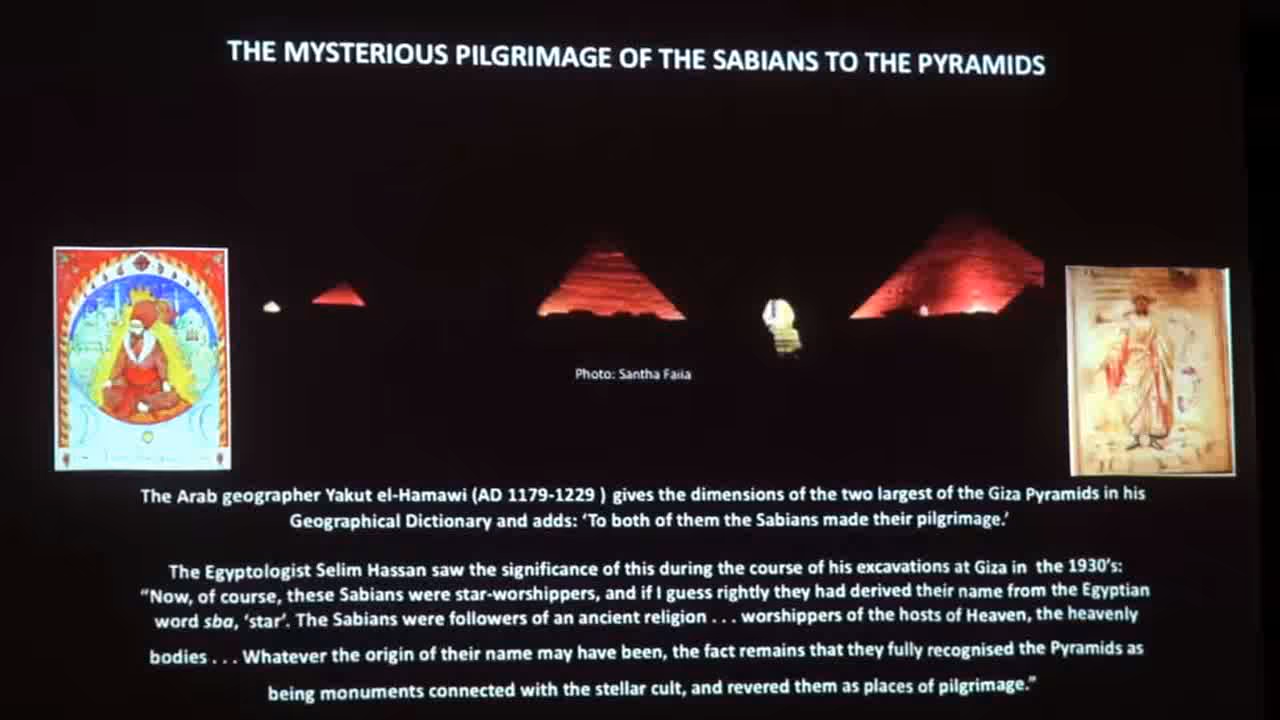 THE MYSTERIOUS PILGRIMAGE OF THE SABIANS TO THE PYRAMIDS
Photo: Santha Faiia
The Arab geographer Yakut el-Hamawi (AD 1179-1229 ) gives the dimensions of the two largest of the Giza Pyramids in his
Geographical Dictionary and adds: ‘To both of them the Sabians made their pilgrimage.’
The Egyptologist Selim Hassan saw the significance of this during the course of his excavations at Giza in the 1930’s:
“Now, of course, these Sabians were star-worshippers, and if I guess rightly they had derived their name from the Egyptian
word sba, ‘star’. The Sabians were followers of an ancient religion . . . worshippers of the hosts of Heaven, the heavenly
bodies . . . Whatever the origin of their name may have been, the fact remains that they fully recognised the Pyramids as
being monuments connected with the stellar cult, and revered them as places of pilgrimage.”